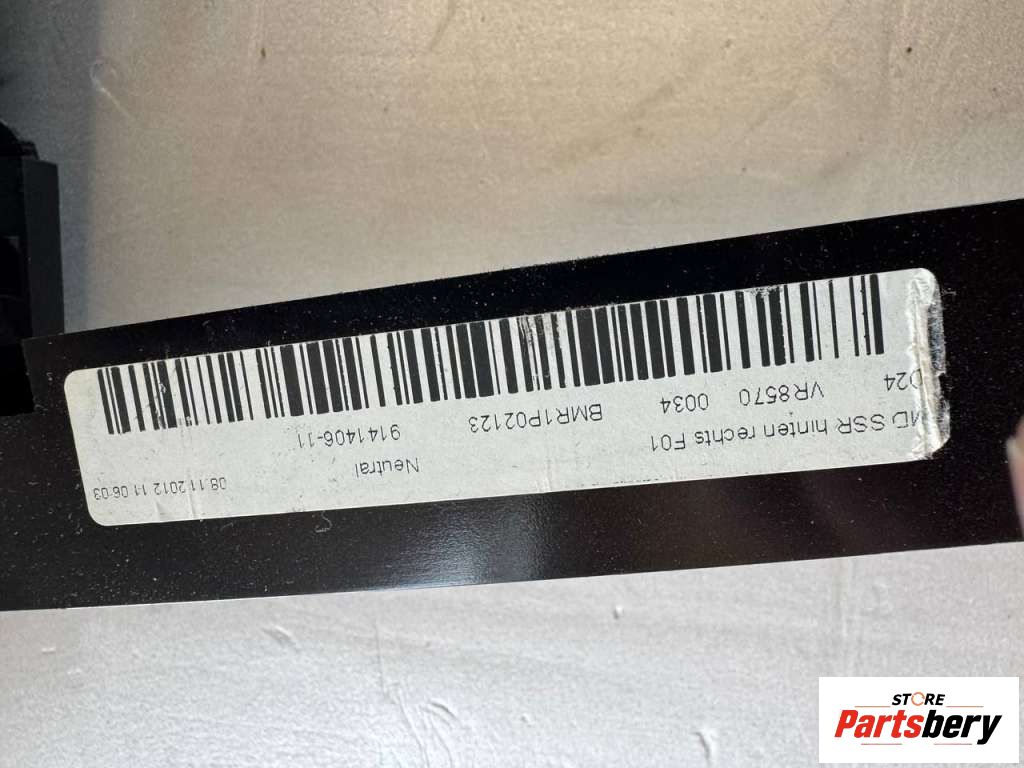 MD SSR hinten rechts F01
Neutral
08.11.2012 11:06:03
VR8570 0034
BMR1P02123
9141406-11
D24
STORE
Partsbery